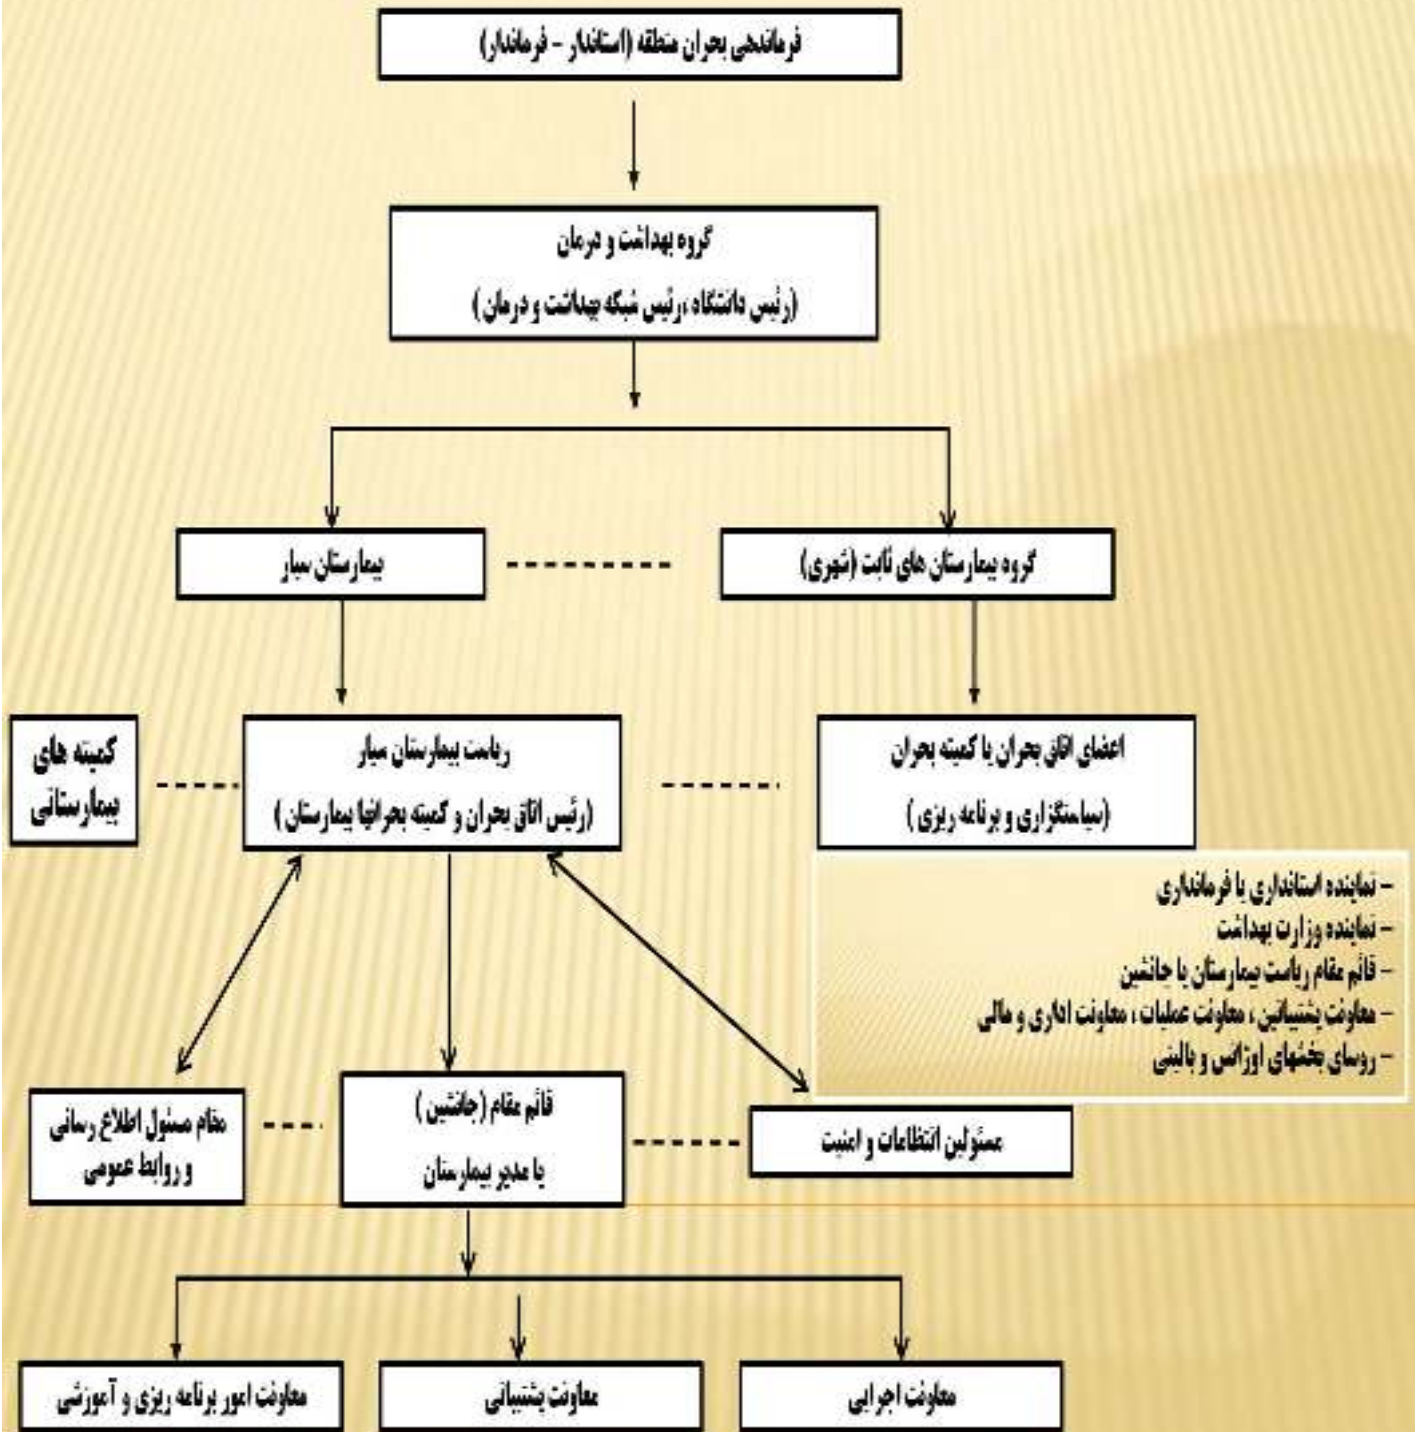 فرماندهی بحران منطقه (استاندار – فرماندار)
گروه بهداشت و درمان
(رئیس دانشگاه ،رئیس شبکه بهداشت و درمان )
گروه بیمارستان های ثابت (شهری)
بیمارستان سیار
اعضای اتاق بحران یا کمیته بحران
(سیاستگزاری و برنامه ریزی )
ریاست بیمارستان سیار
(رئیس اتاق بحران و کمیته بحرانها بیمارستان )
کمیته های
بیمارستانی
– نماینده استانداری یا فرمانداری
– نماینده وزارت بهداشت
– قائم مقام ریاست بیمارستان یا جانشین
– معاونت پشتیبانین ، معاونت عملیات ، معاونت اداری و مالی
– روسای بخشهای اورژانس و بالینی
مسئولین انتظامات و امنیت
قائم مقام (جانشین )
یا مدیر بیمارستان
مقام مسئول اطلاع رسانی
و روابط عمومی
معاونت اجرایی
معاونت پشتیبانی
معاونت امور برنامه ریزی و آموزشی